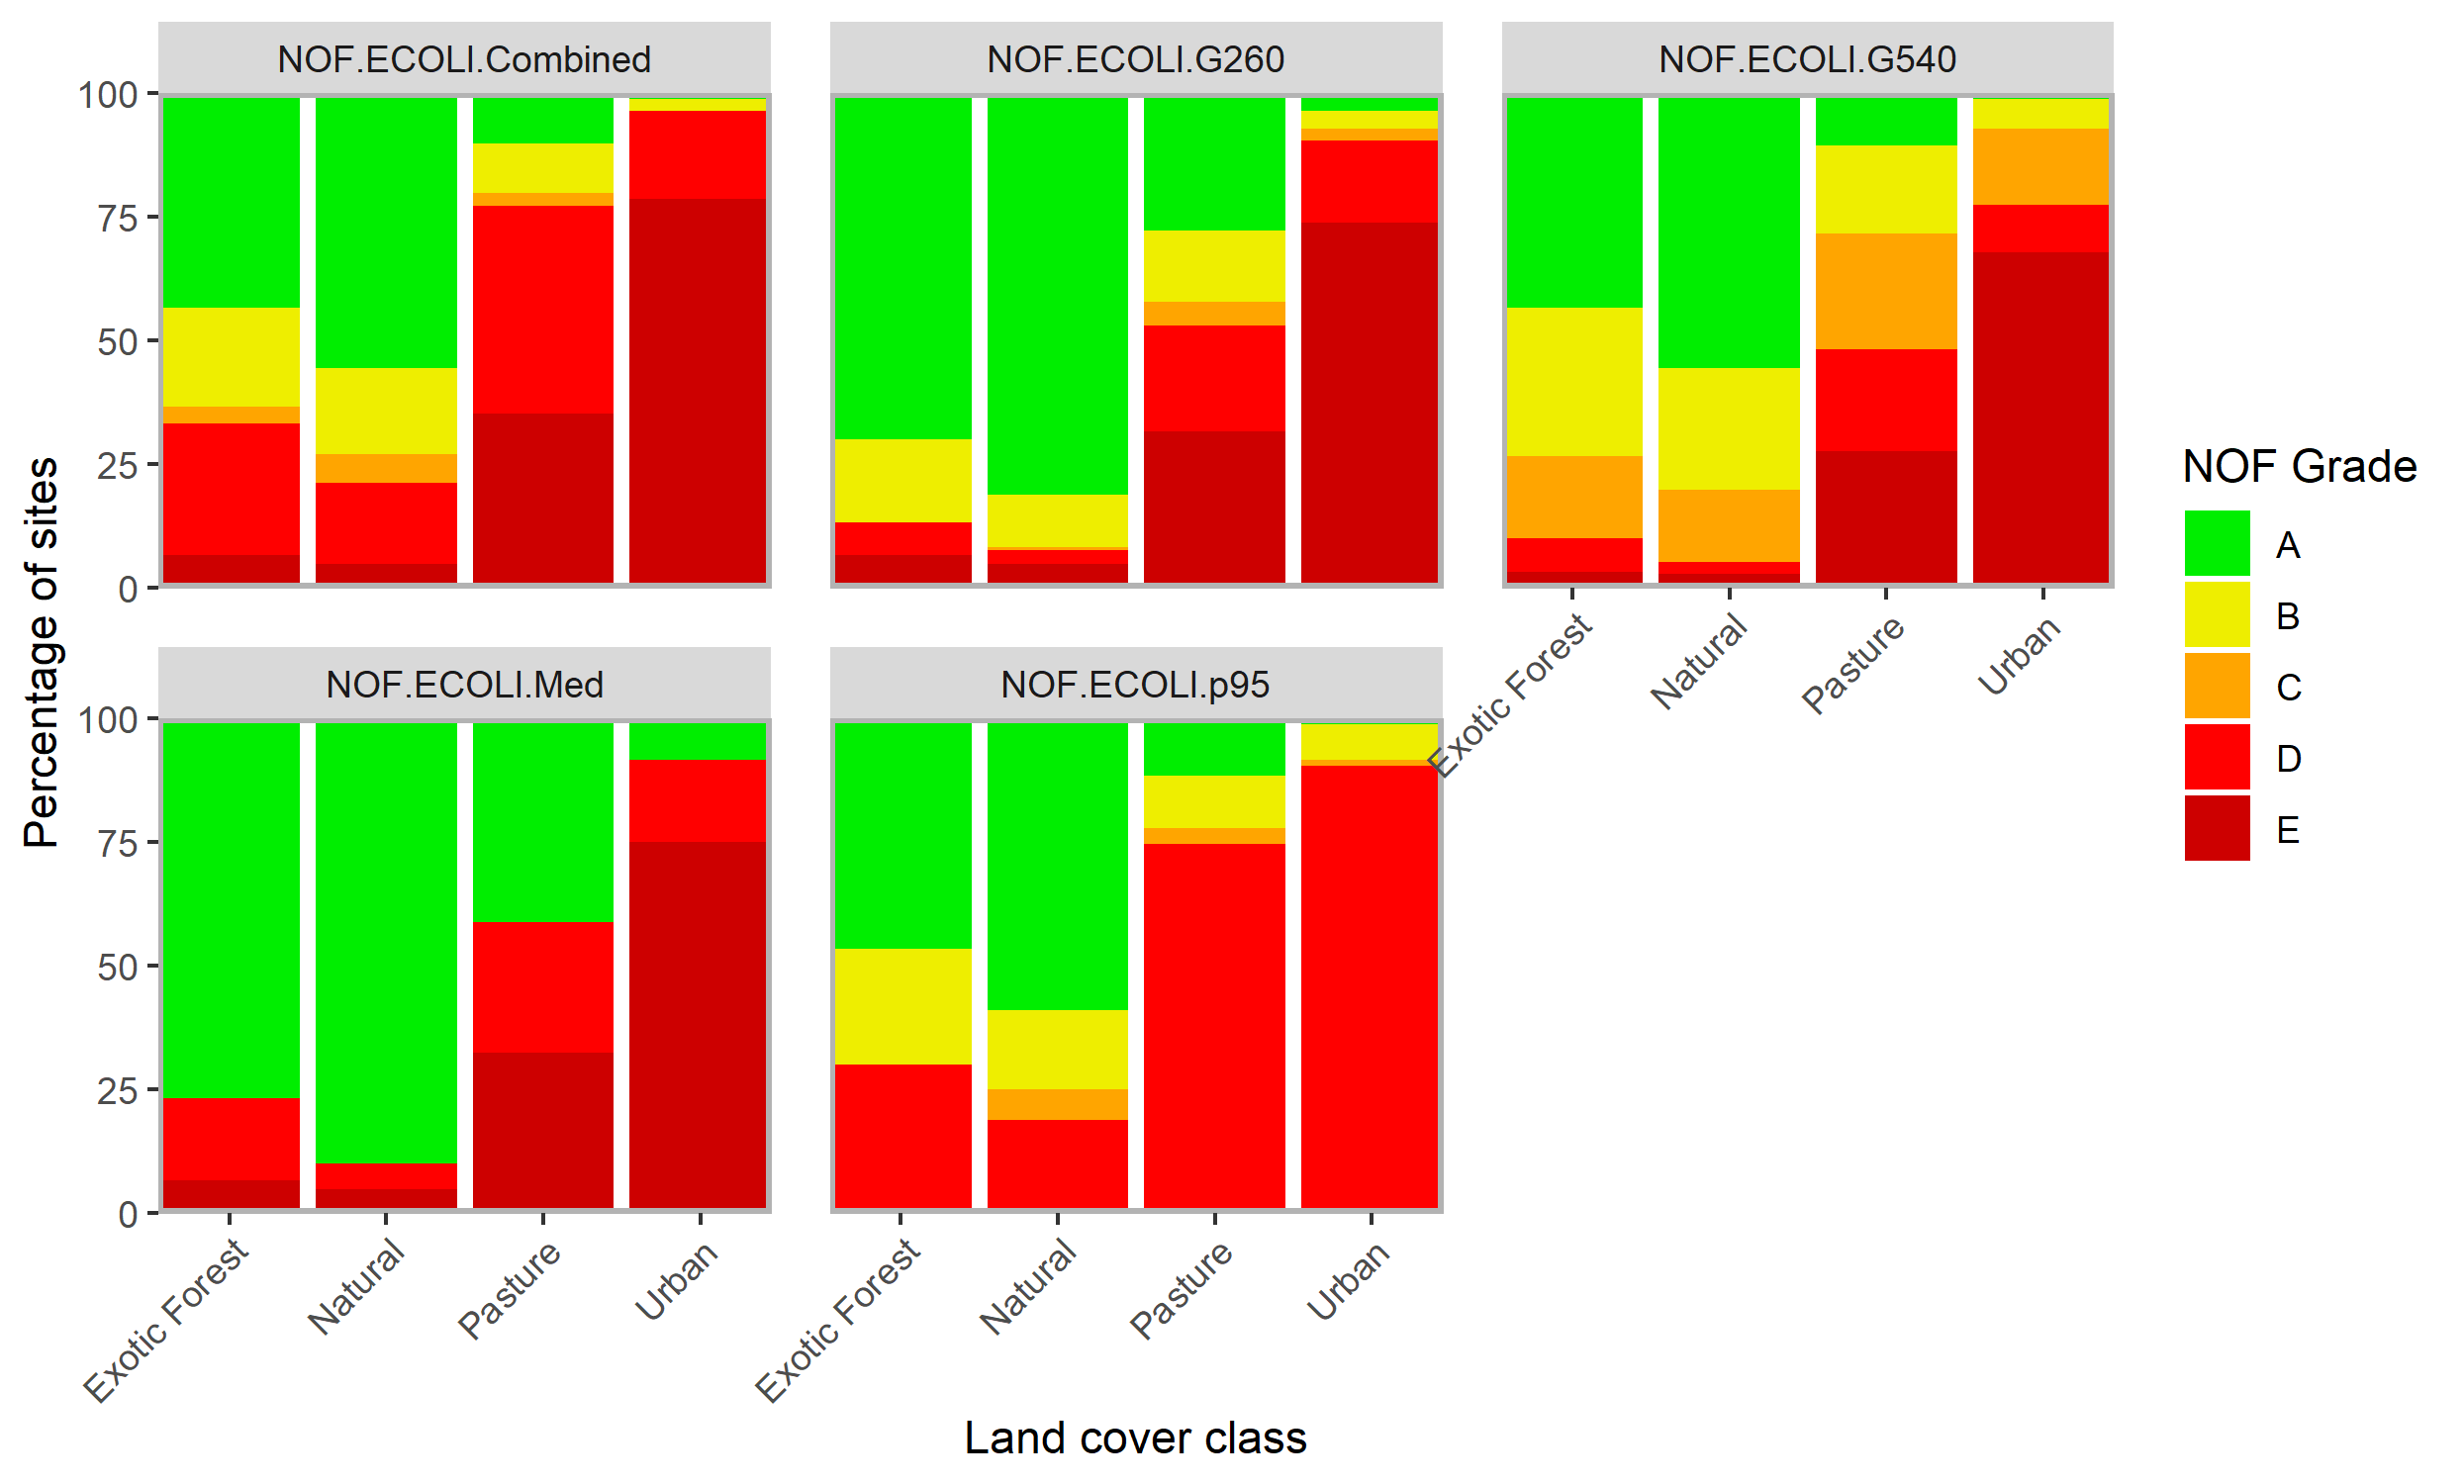 NOF.ECOLI.Combined
NOF.ECOLI.G260
NOF.ECOLI.G540
100
75
50
25
0
Exotic Forest
Natural
Pasture
Urban
NOF.ECOLI.Med
NOF.ECOLI.p95
100
75
50
25
0
Exotic Forest
Natural
Pasture
Urban
Exotic Forest
Natural
Pasture
Urban
Percentage of sites
Land cover class
NOF Grade
A
B
C
D
E